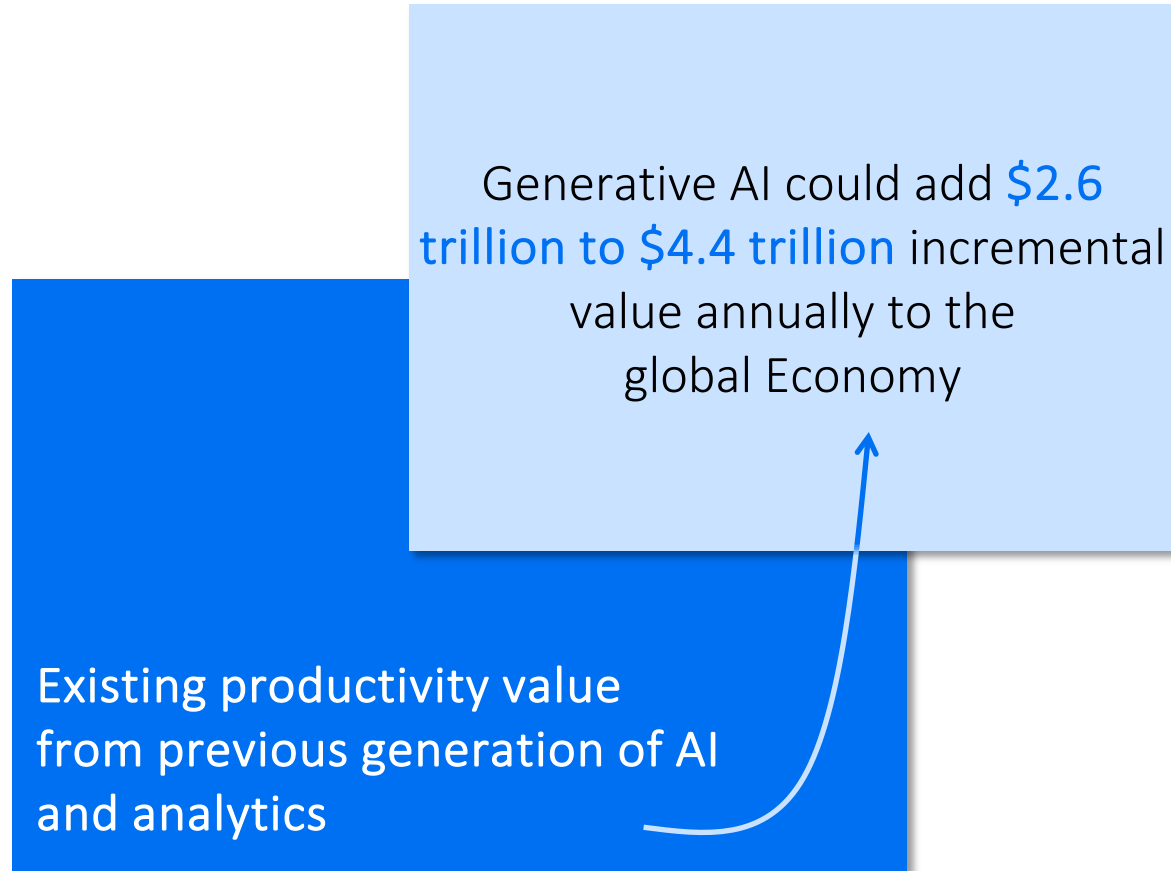 Generative AI could add $2.6
trillion to $4.4 trillion incremental
value annually to the
global Economy
Existing productivity value
from previous generation of AI
and analytics